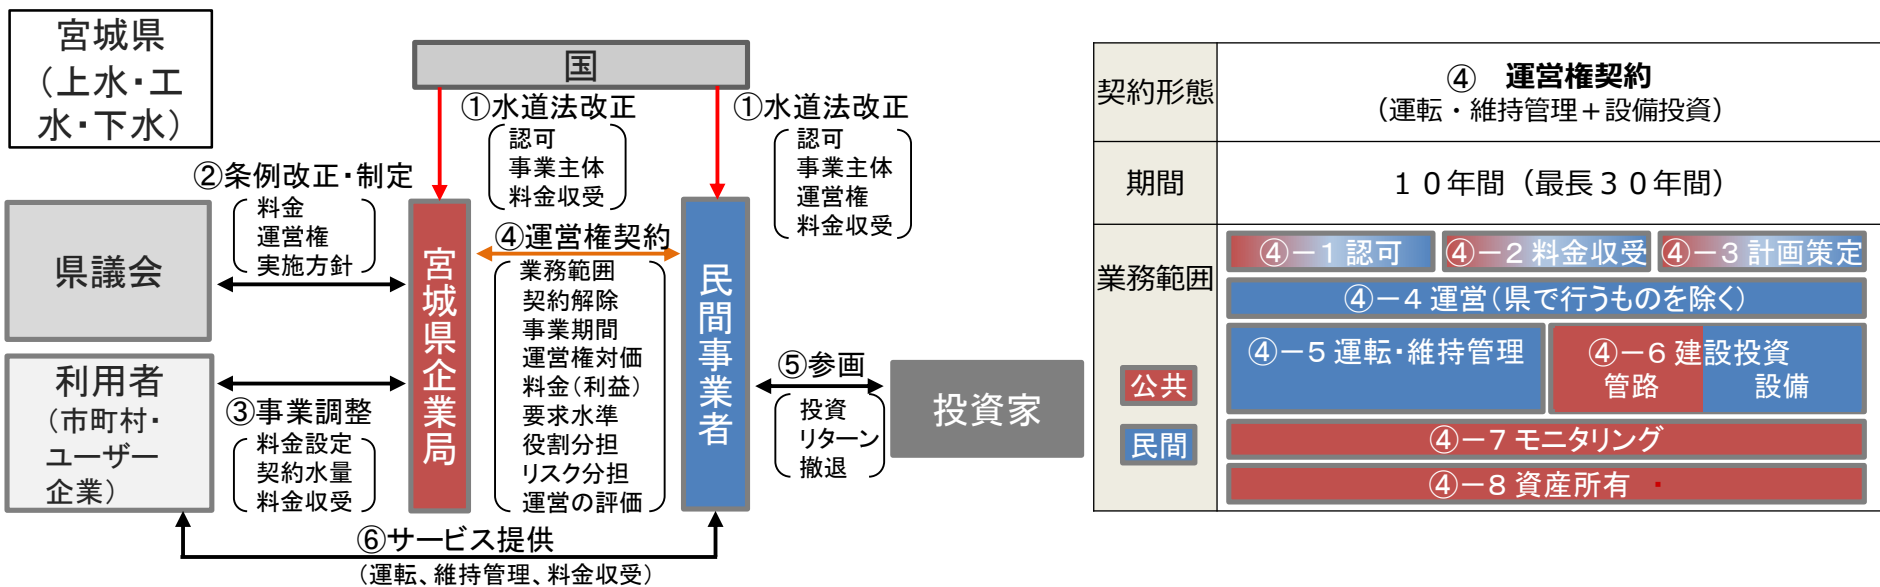 宮城県
（上水・工
水・下水）
国
①水道法改正
認可
事業主体
料金収受
①水道法改正
認可
事業主体
運営権
料金収受
②条例改正・制定
料金
運営権
実施方針
県議会
宮城県企業局
④運営権契約
業務範囲
契約解除
事業期間
運営権対価
料金（利益）
要求水準
役割分担
リスク分担
運営の評価
民間事業者
利用者
（市町村・
ユーザー
企業）
③事業調整
料金設定
契約水量
料金収受
⑤参画
投資
リターン
撤退
投資家
⑥サービス提供
（運転、維持管理、料金収受）
契約形態
④　運営権契約
（運転・維持管理＋設備投資）
期間
１０年間（最長３０年間）
業務範囲
公共
民間
④－１認可
④－２料金収受
④－３計画策定
④－４運営（県で行うものを除く）
④－５運転・維持管理
④－６建設投資
管路　設備
④－７モニタリング
④－８資産所有